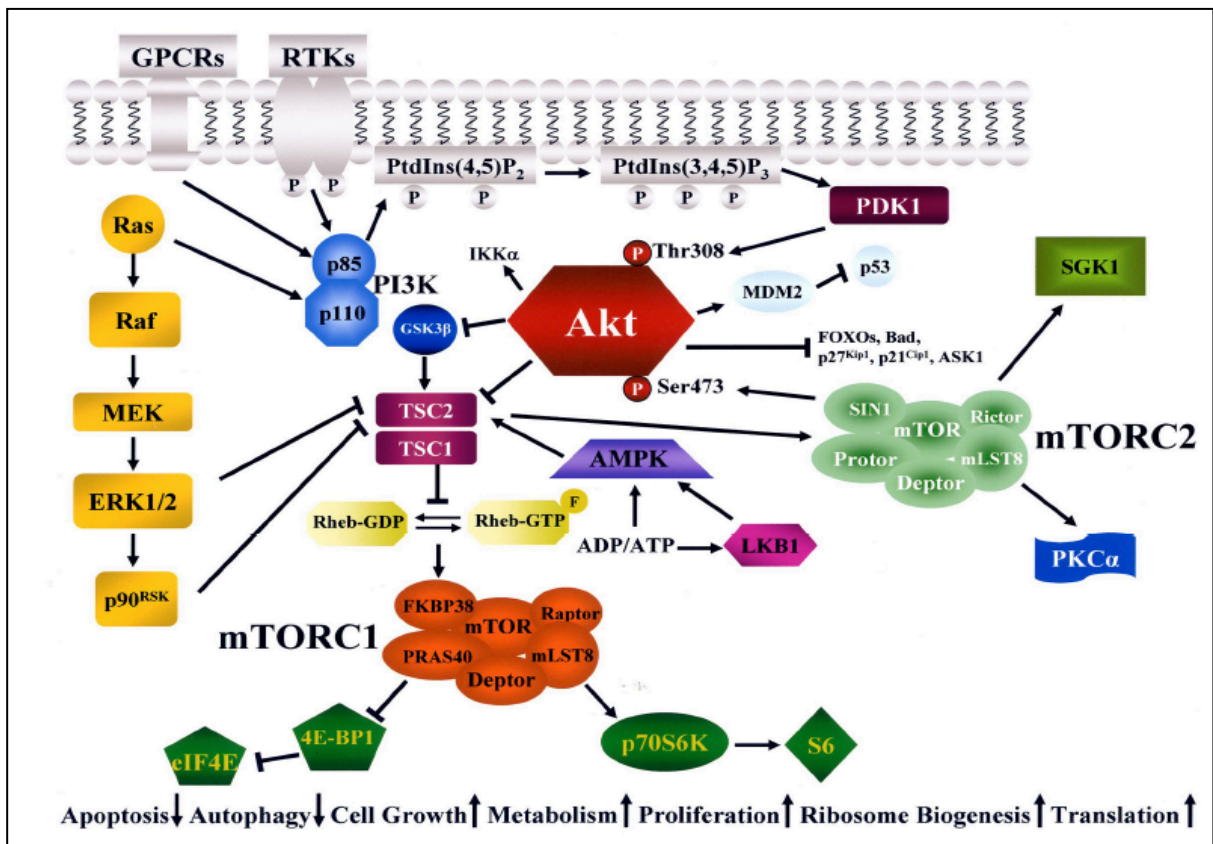 GPCRs
RTKs
P
P
PtdIns(4,5)P2
P
P
PtdIns(3,4,5)P3
P
P
P
PDK1
Ras
Raf
MEK
ERK1/2
p90RSK
p85
p110
PI3K
IKKα
GSK3β
Akt
P
Thr308
P
Ser473
MDM2
p53
FOXOs, Bad,
p27Kip1, p21Cip1, ASK1
SGK1
SIN1
mTOR
Rictor
Protor
mLST8
Deptor
mTORC2
PKCα
TSC2
TSC1
AMPK
ADP/ATP
LKB1
Rheb-GDP
Rheb-GTP
F
mTORC1
FKBP38
mTOR
Raptor
PRAS40
mLST8
Deptor
4E-BP1
eIF4E
p70S6K
S6
Apoptosis Autophagy Cell Growth Metabolism Proliferation Ribosome Biogenesis Translation